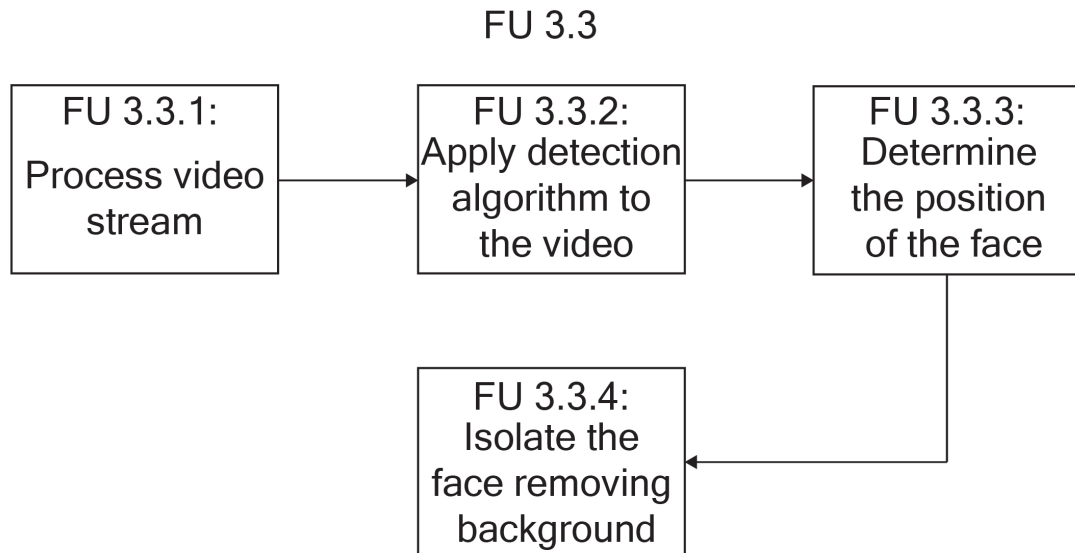 FU 3.3
FU 3.3.1:
Process video
stream
FU 3.3.2:
Apply detection
algorithm to
the video
FU 3.3.3:
Determine
the position
of the face
FU 3.3.4:
Isolate the
face removing
background